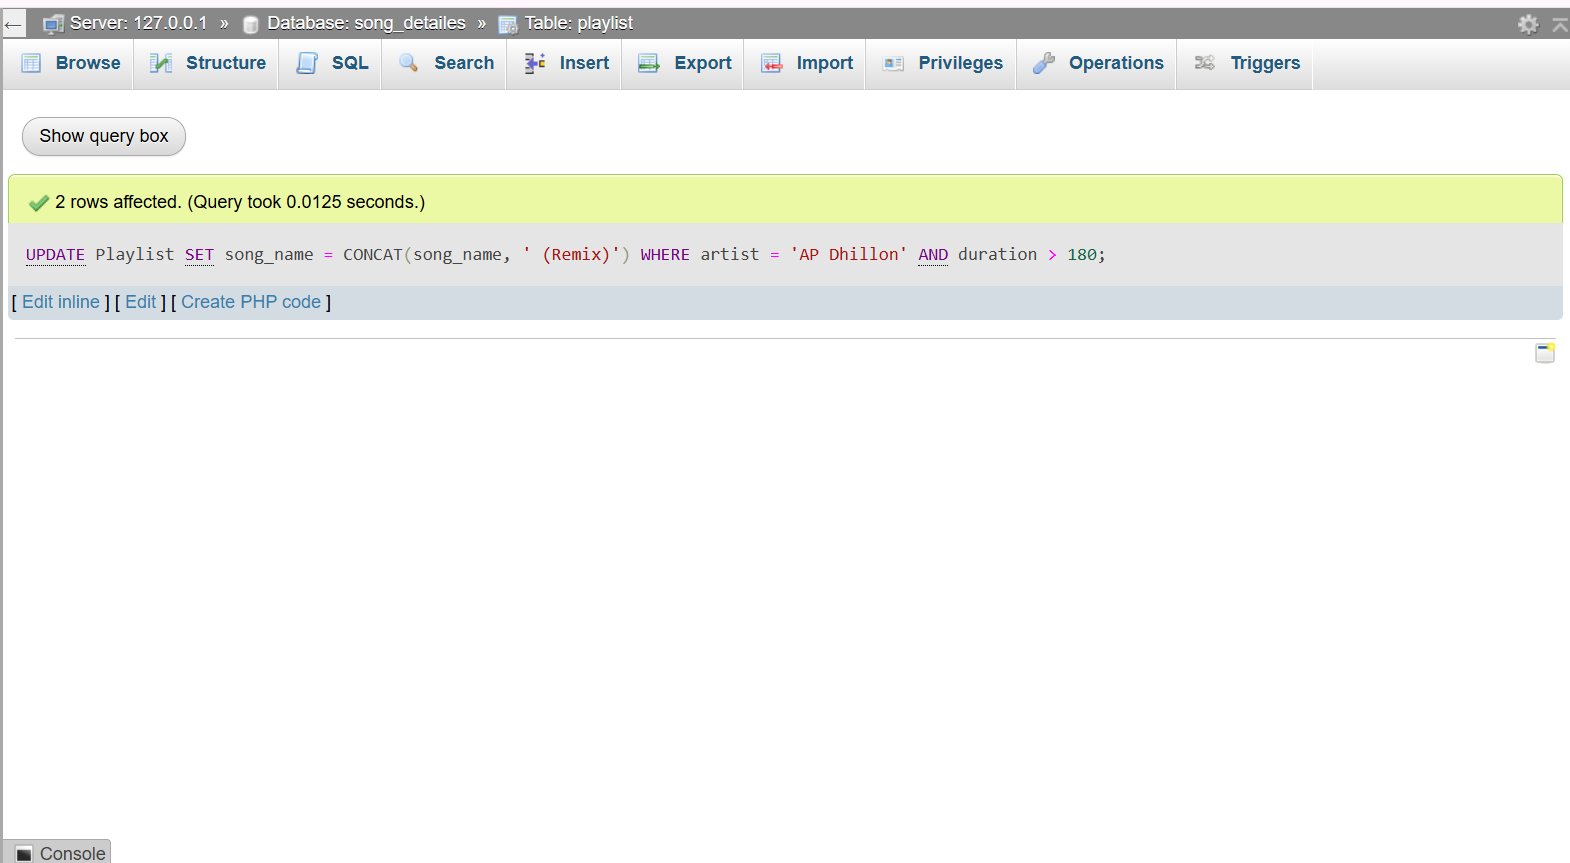 Server: 127.0.0.1 » Database: song_detailes » Table: playlist
Browse Structure SQL Search Insert Export Import Privileges Operations Triggers
Show query box
2 rows affected. (Query took 0.0125 seconds.)
UPDATE Playlist SET song_name = CONCAT(song_name, ' (Remix)') WHERE artist = 'AP Dhillon' AND duration > 180;
[ Edit inline ] [ Edit ] [ Create PHP code ]
Console